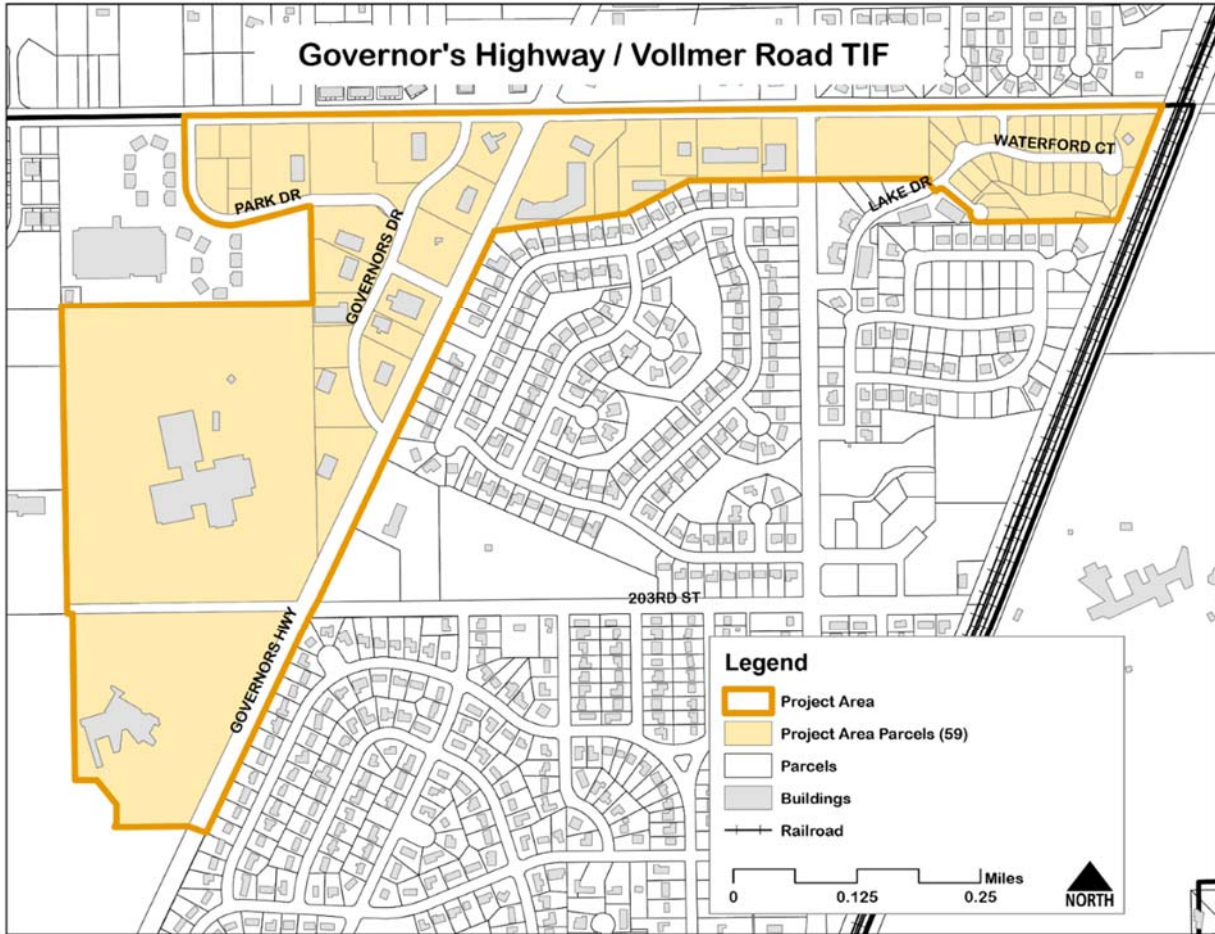 Governor's Highway / Vollmer Road TIF
WATERFORD CT
PARK DR
LAKE DR
GOVERNORS DR
203RD ST
GOVERNORS HWY
Legend
Project Area
Project Area Parcels (59)
Parcels
Buildings
Railroad
Miles
0 0.125 0.25
NORTH